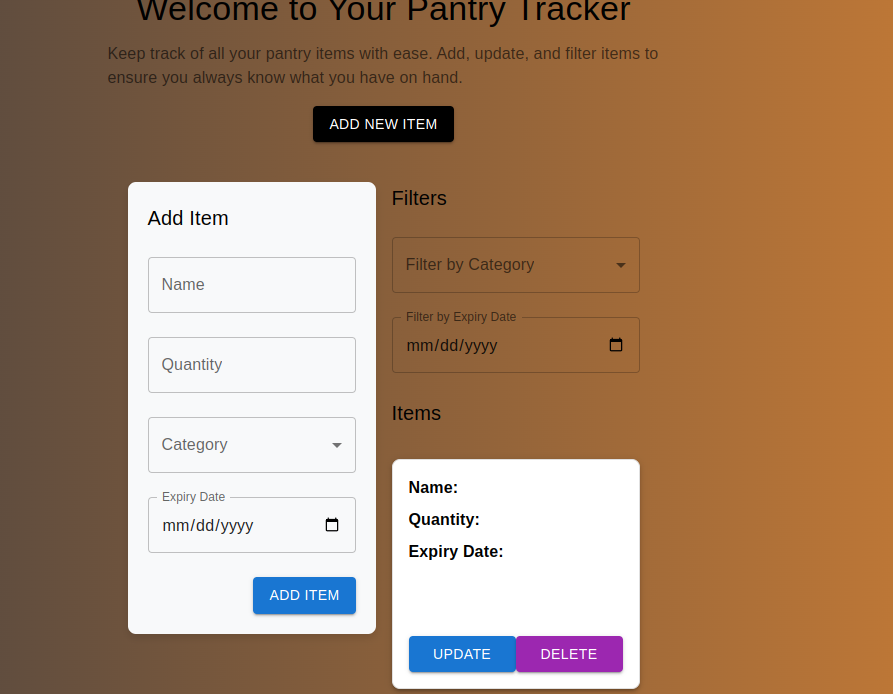 Welcome to Your Pantry Tracker
Keep track of all your pantry items with ease. Add, update, and filter items to
ensure you always know what you have on hand.
ADD NEW ITEM
Add Item
Name
Quantity
Category
Expiry Date
mm/dd/yyyy
ADD ITEM
Filters
Filter by Category
Filter by Expiry Date
mm/dd/yyyy
Items
Name:
Quantity:
Expiry Date:
UPDATE
DELETE